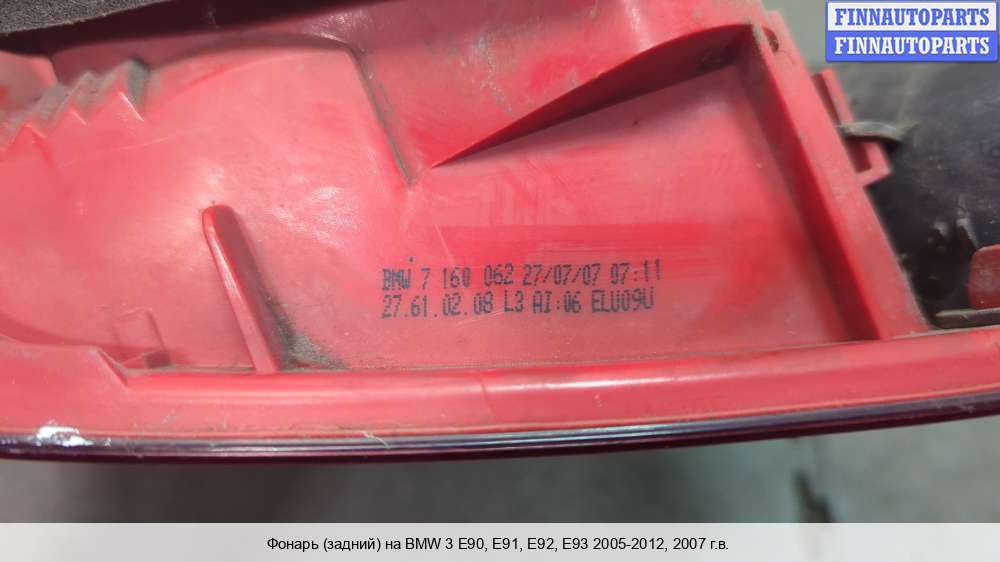 FINNAUTOPARTS
FINNAUTOPARTS
BMW 7 160 062 27/07/07 07:11
27.61.02.08 L3 AI:06 ELU09U
Фонарь (задний) на BMW 3 E90, E91, E92, E93 2005-2012, 2007 г.в.